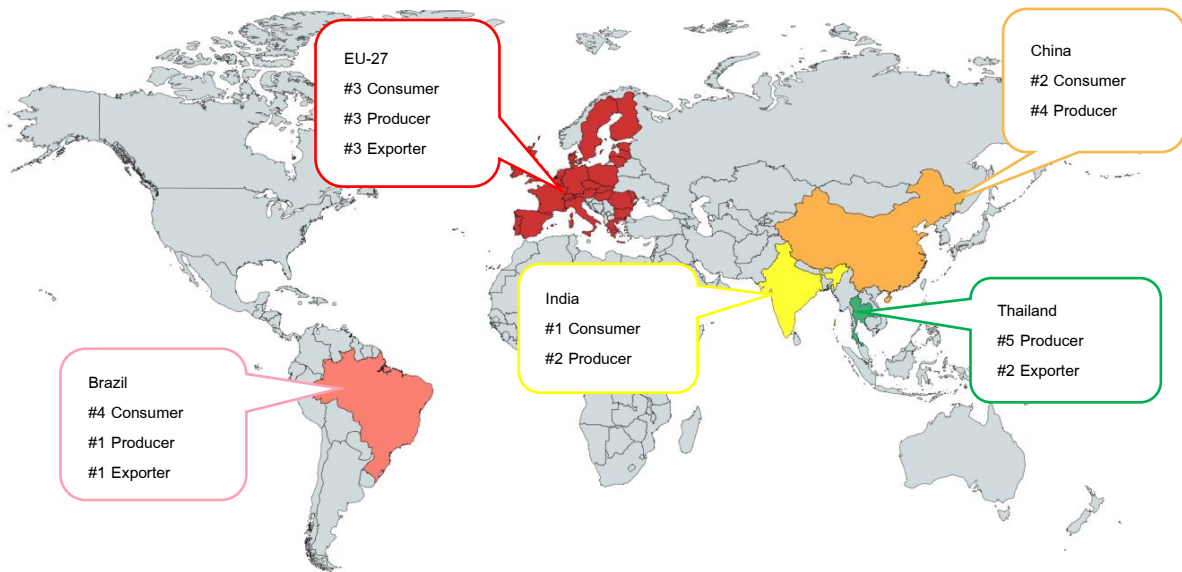 EU-27
#3 Consumer
#3 Producer
#3 Exporter
China
#2 Consumer
#4 Producer
India
#1 Consumer
#2 Producer
Thailand
#5 Producer
#2 Exporter
Brazil
#4 Consumer
#1 Producer
#1 Exporter